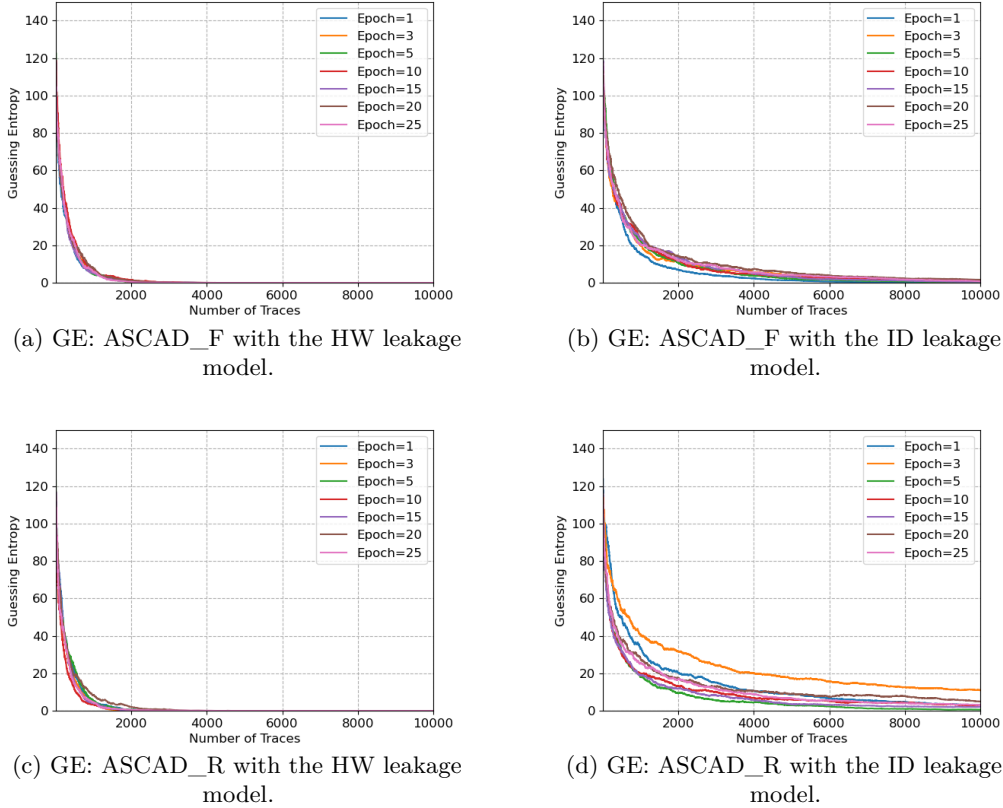 Guessing Entropy
140
120
100
80
60
40
20
0
2000 4000 6000 8000 10000
Number of Traces
Epoch=1
Epoch=3
Epoch=5
Epoch=10
Epoch=15
Epoch=20
Epoch=25
(a) GE: ASCAD_F with the HW leakage
model.
Guessing Entropy
140
120
100
80
60
40
20
0
2000 4000 6000 8000 10000
Number of Traces
Epoch=1
Epoch=3
Epoch=5
Epoch=10
Epoch=15
Epoch=20
Epoch=25
(b) GE: ASCAD_F with the ID leakage
model.
Guessing Entropy
140
120
100
80
60
40
20
0
2000 4000 6000 8000 10000
Number of Traces
Epoch=1
Epoch=3
Epoch=5
Epoch=10
Epoch=15
Epoch=20
Epoch=25
(c) GE: ASCAD_R with the HW leakage
model.
Guessing Entropy
140
120
100
80
60
40
20
0
2000 4000 6000 8000 10000
Number of Traces
Epoch=1
Epoch=3
Epoch=5
Epoch=10
Epoch=15
Epoch=20
Epoch=25
(d) GE: ASCAD_R with the ID leakage
model.